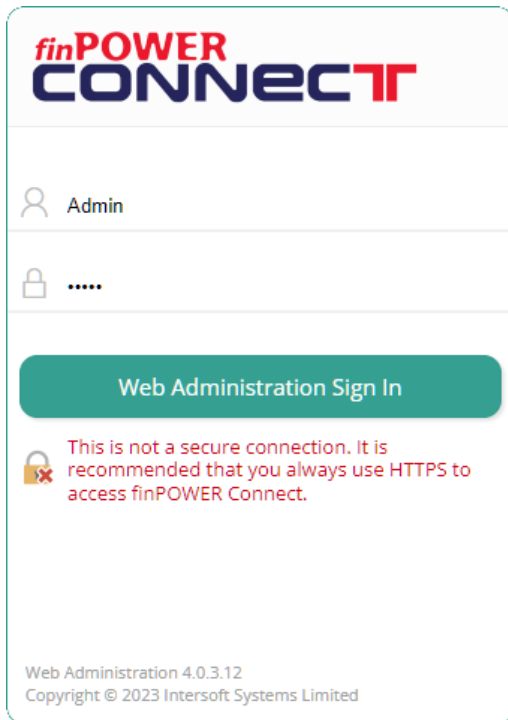 finPOWER
CONNECT
Admin
•••••
Web Administration Sign In
This is not a secure connection. It is
recommended that you always use HTTPS to
access finPOWER Connect.
Web Administration 4.0.3.12
Copyright © 2023 Intersoft Systems Limited